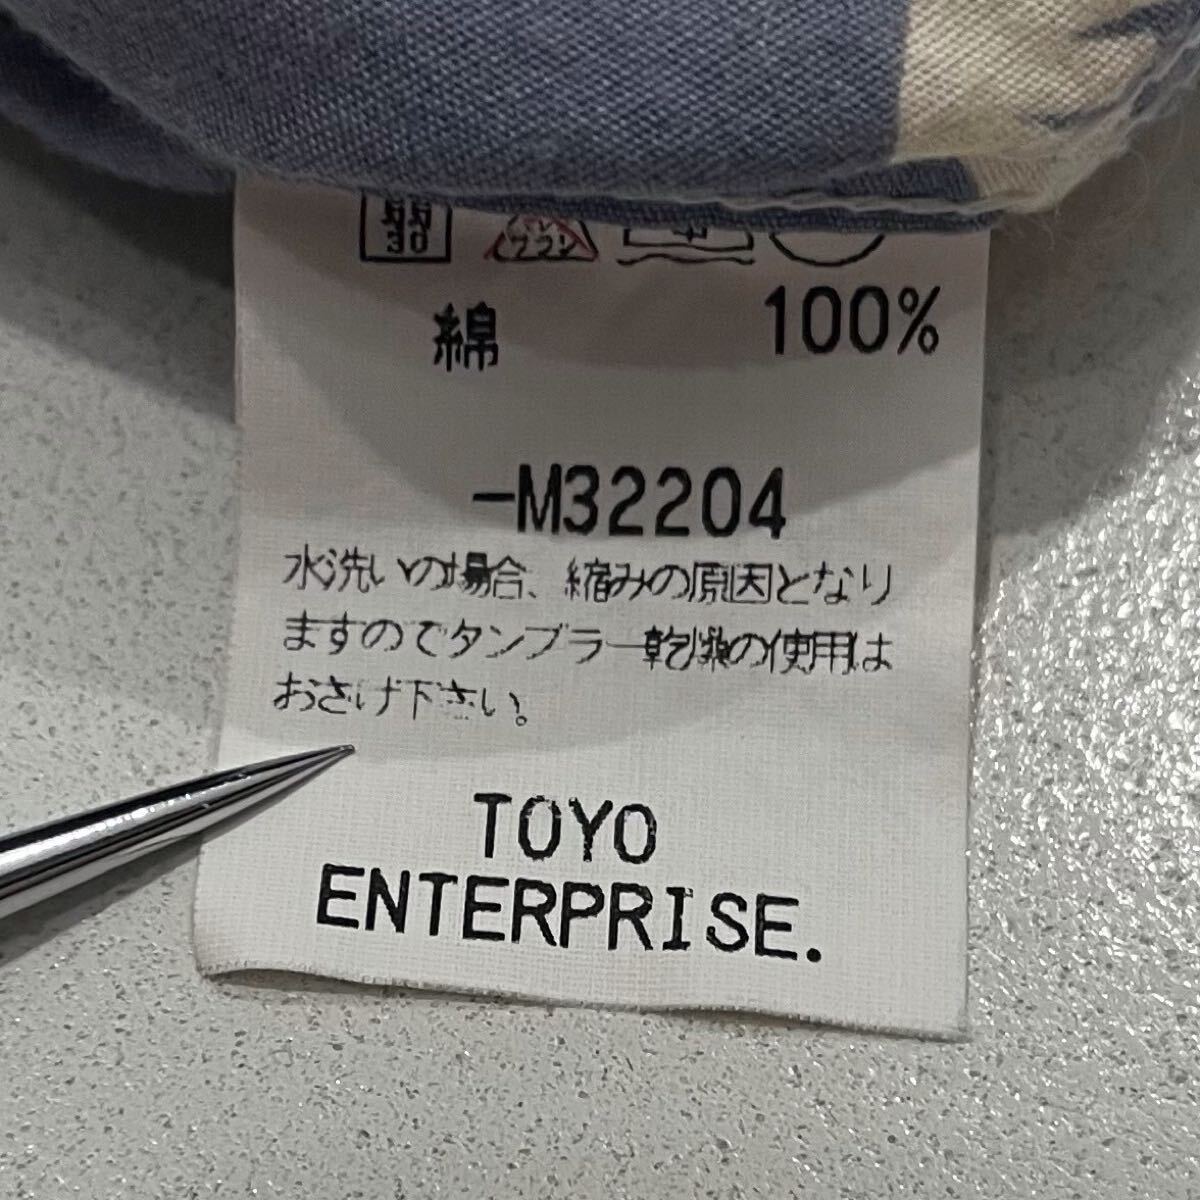 30
綿 100%
-M32204
水洗いの場合、縮みの原因となり
ますのでタンブラー乾燥の使用は
おさけ下さい。
TOYO
ENTERPRISE.